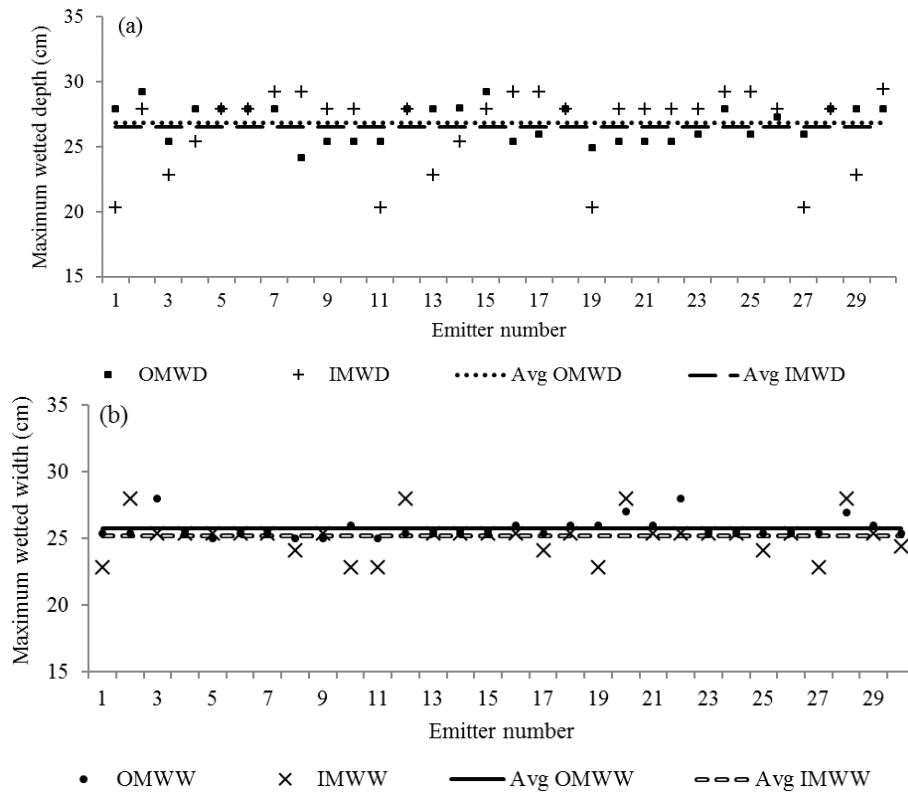 (a)
Maximum wetted depth (cm)
35
30
25
20
15
1 3 5 7 9 11 13 15 17 19 21 23 25 27 29
Emitter number
OMWD IMWD Avg OMWD Avg IMWD
(b)
Maximum wetted width (cm)
35
30
25
20
15
1 3 5 7 9 11 13 15 17 19 21 23 25 27 29
Emitter number
OMWW IMWW Avg OMWW Avg IMWW